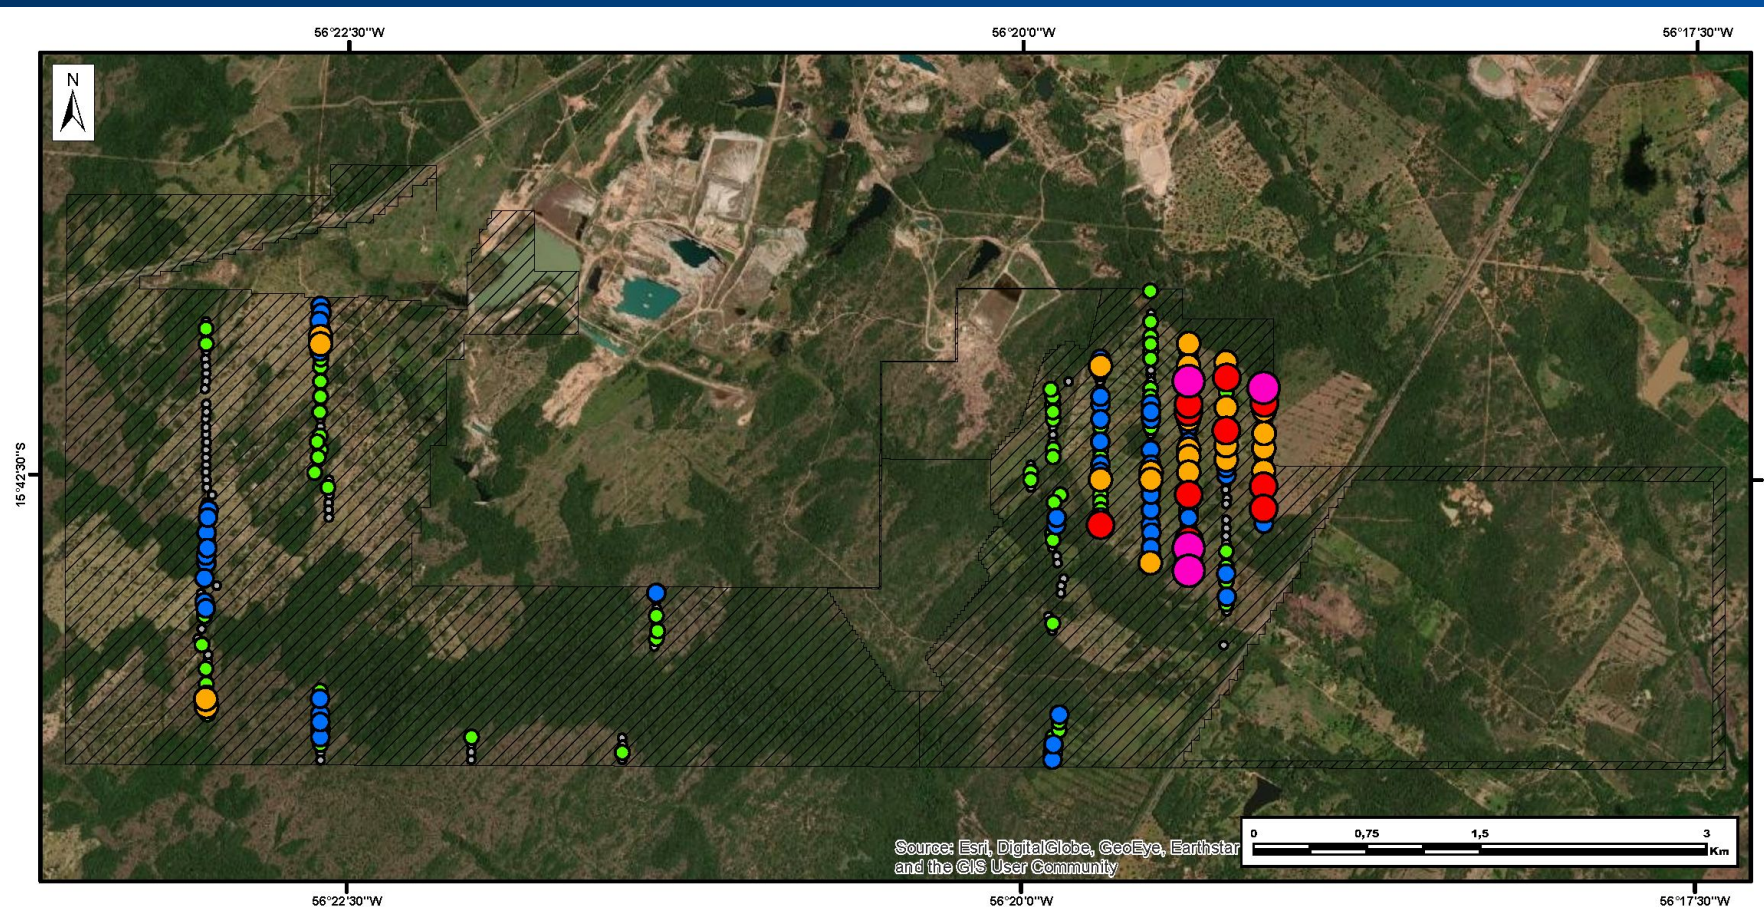 56°22'30"W
56°20'0"W
56°17'30"W
N
15°42'30"S
Source: Esri, DigitalGlobe, GeoEye, Earthstar
and the GIS User Community
0
0,75
1,5
3
Km
56°22'30"W
56°20'0"W
56°17'30"W